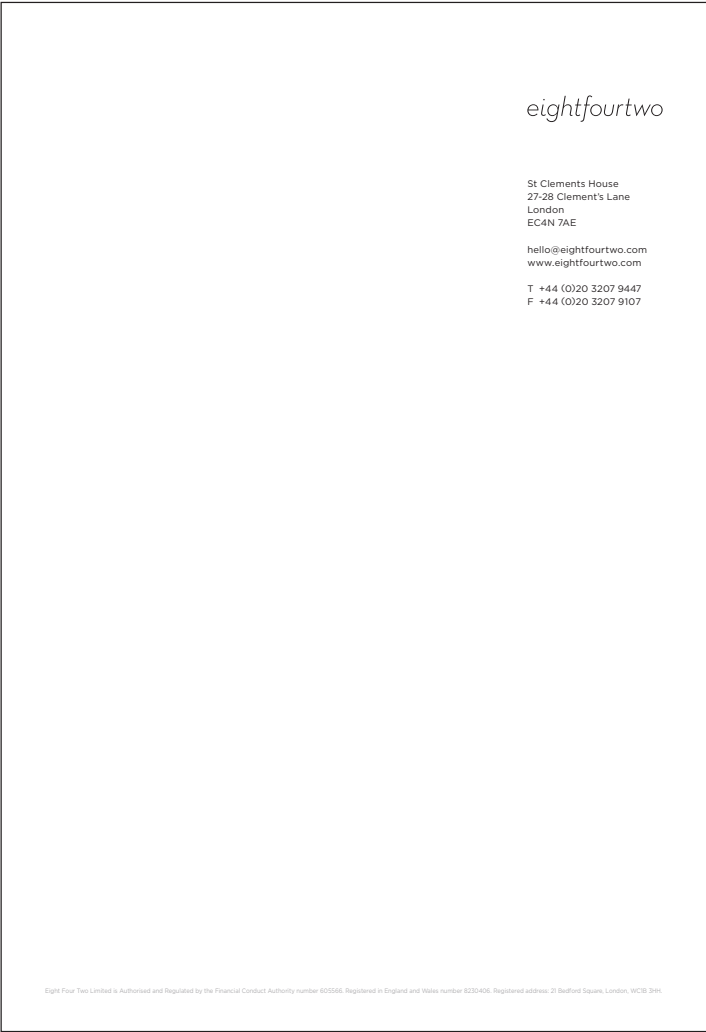 eightfourtwo
St Clements House
27-28 Clement's Lane
London
EC4N 7AE
hello@eightfourtwo.com
www.eightfourtwo.com
T +44 (0)20 3207 9447
F +44 (0)20 3207 9107
Eight Four Two Limited is Authorised and Regulated by the Financial Conduct Authority number 605566. Registered in England and Wales number 8230406. Registered address: 21 Bedford Square, London, WC1B 3HH.